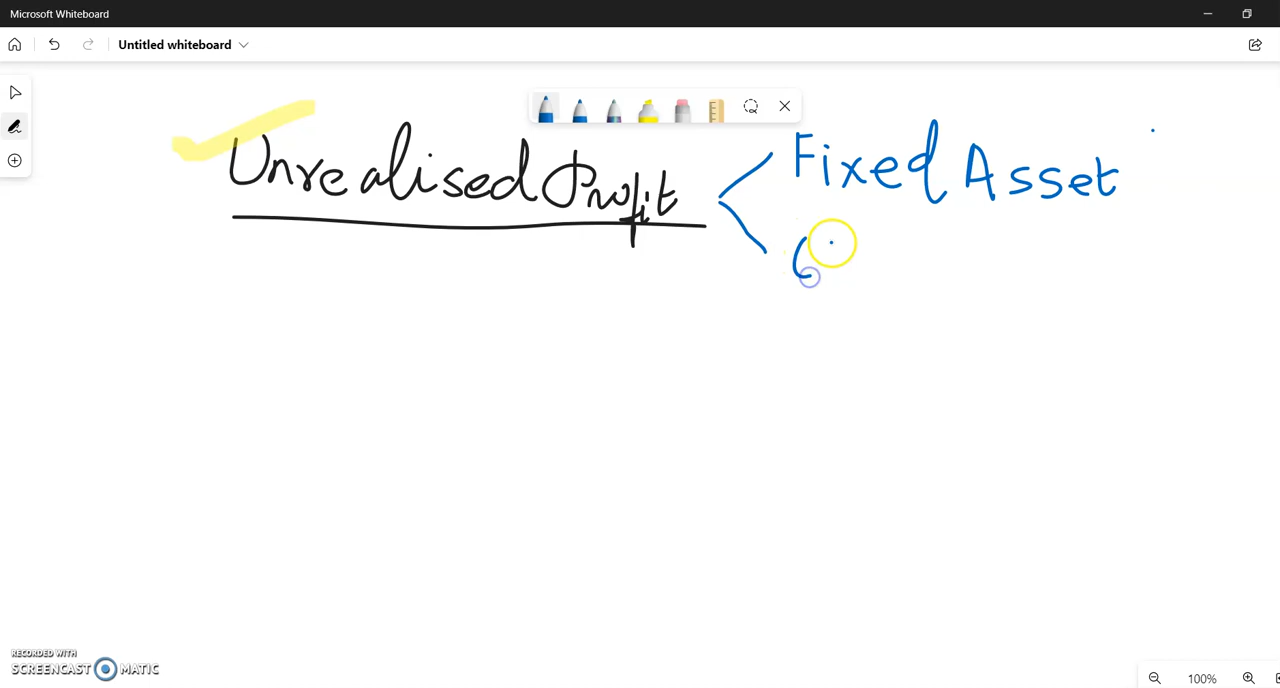 Microsoft Whiteboard
Untitled whiteboard
Unrealised Profit
Fixed Asset
C
RECORDED WITH
SCREENCAST MATIC
100%